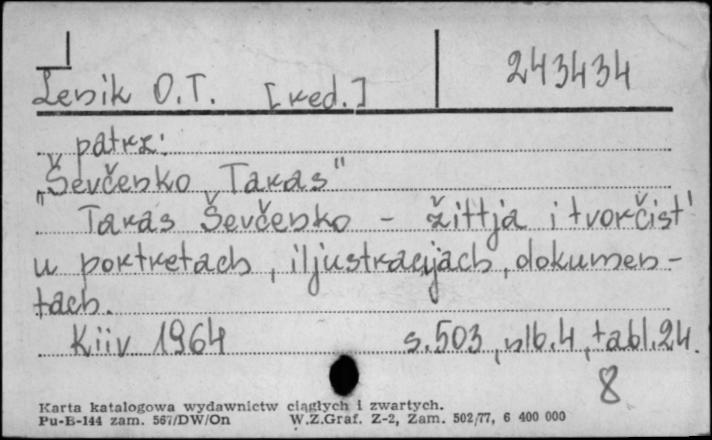 243434
Lenik O.T. [red.]
patrz:
"Ševčenko Taras"
Taras Ševčenko - žittja i tvorčist'
u portretach, iljustracijach, dokumen-
tach.
Kiiv 1964 s.503, nlb.4, tabl.24.
8
Karta katalogowa wydawnictw ciągłych i zwartych.
Pu-B-144 zam. 567/DW/On W.Z.Graf. Z-2, Zam. 502/77, 6 400 000